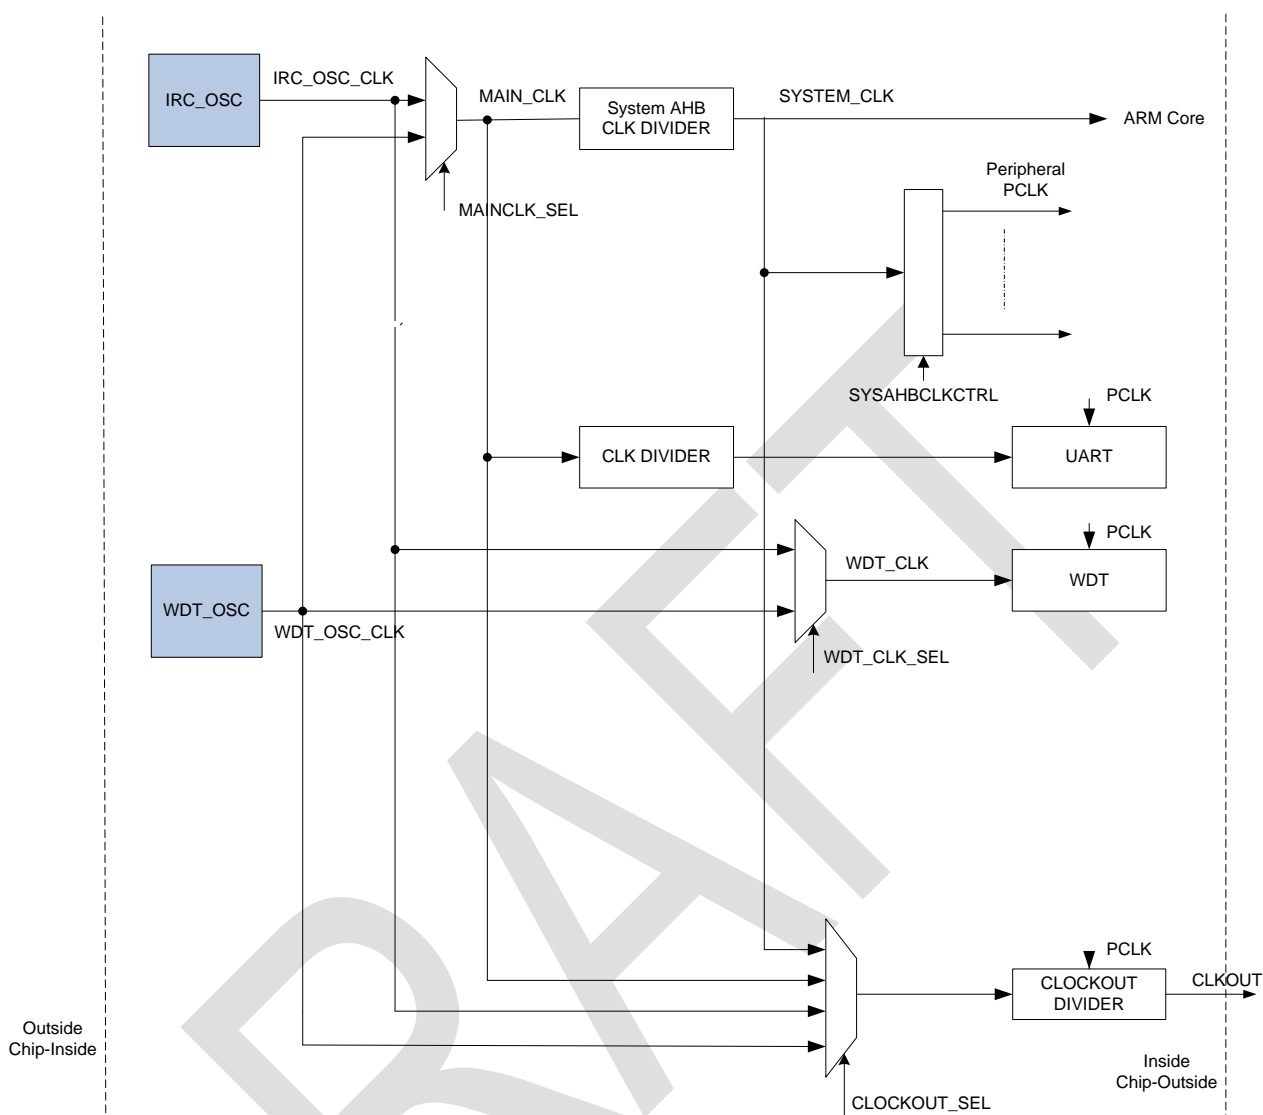 IRC_OSC
IRC_OSC_CLK
MAIN_CLK
System AHB
CLK DIVIDER
SYSTEM_CLK
ARM Core
MAINCLK_SEL
Peripheral
PCLK
SYSAHBCLKCTRL
PCLK
CLK DIVIDER
UART
PCLK
WDT_CLK
WDT
WDT_OSC
WDT_OSC_CLK
WDT_CLK_SEL
PCLK
CLOCKOUT
DIVIDER
CLKOUT
Outside
Chip-Inside
Inside
Chip-Outside
CLOCKOUT_SEL
RAFT